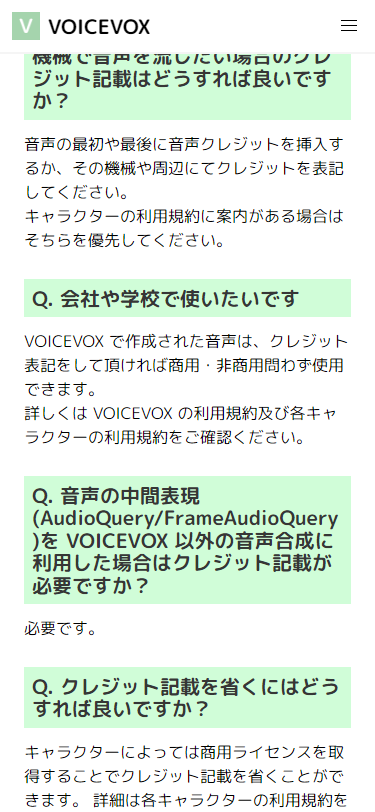 V VOICEVOX
機械で音声を流したい場合のクレ
ジット記載はどうすれば良いです
か？
音声の最初や最後に音声クレジットを挿入す
るか、その機械や周辺にてクレジットを表記
してください。
キャラクターの利用規約に案内がある場合は
そちらを優先してください。
Q. 会社や学校で使いたいです
VOICEVOX で作成された音声は、クレジット
表記をして頂ければ商用・非商用問わず使用
できます。
詳しくは VOICEVOX の利用規約及び各キャ
ラクターの利用規約をご確認ください。
Q. 音声の中間表現
(AudioQuery/FrameAudioQuery
)を VOICEVOX 以外の音声合成に
利用した場合はクレジット記載が
必要ですか？
必要です。
Q. クレジット記載を省くにはどう
すれば良いですか？
キャラクターによっては商用ライセンスを取
得することでクレジット記載を省くことがで
きます。 詳細は各キャラクターの利用規約を